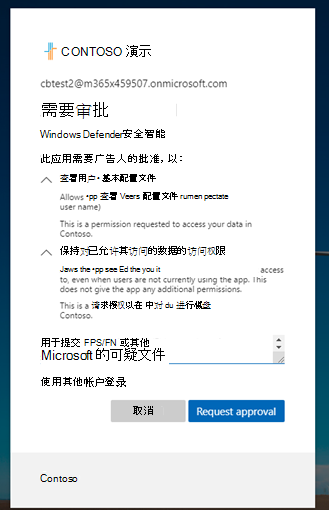 CONTOSO 演示
cbtest2@m365x459507.onmicrosoft.com
需要审批
Windows Defender安全智能
此应用需要广告人的批准，以：
查看用户·基本配置文件
Allows •pp 查看 Veers 配置文件 rumen pectate
user name)
This is a permission requested to access your data in
Contoso.
保持对已允许其访问的数据的访问权限
Jaws the •pp see Ed the you it access
to, even when users are not currently using the app. This
does not give the app any additional permissions.
This is a 请求授权以在 中对 du 进行磁盘
Contoso)
用于提交 FPS/FN 或其他
Microsoft 的可疑文件
使用其他帐户登录
取消 Request approval
Contoso